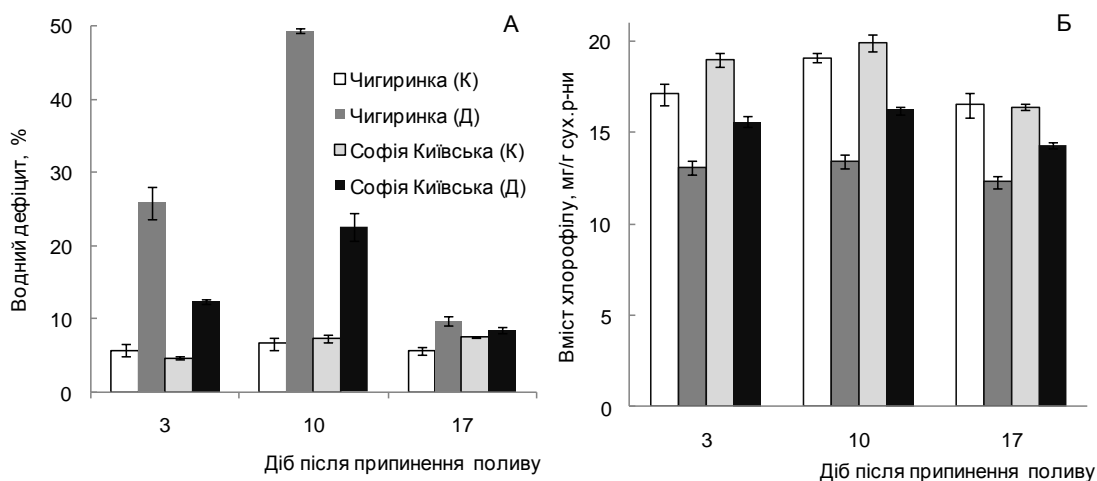 А
50
40
30
20
10
0
Водний дефіцит, %
Чигиринка (К)
Чигиринка (Д)
Софія Київська (К)
Софія Київська (Д)
3 10 17
Діб після припинення поливу
Б
20
15
10
5
0
Вміст хлорофілу, мг/г сух.р-ни
3 10 17
Діб після припинення поливу